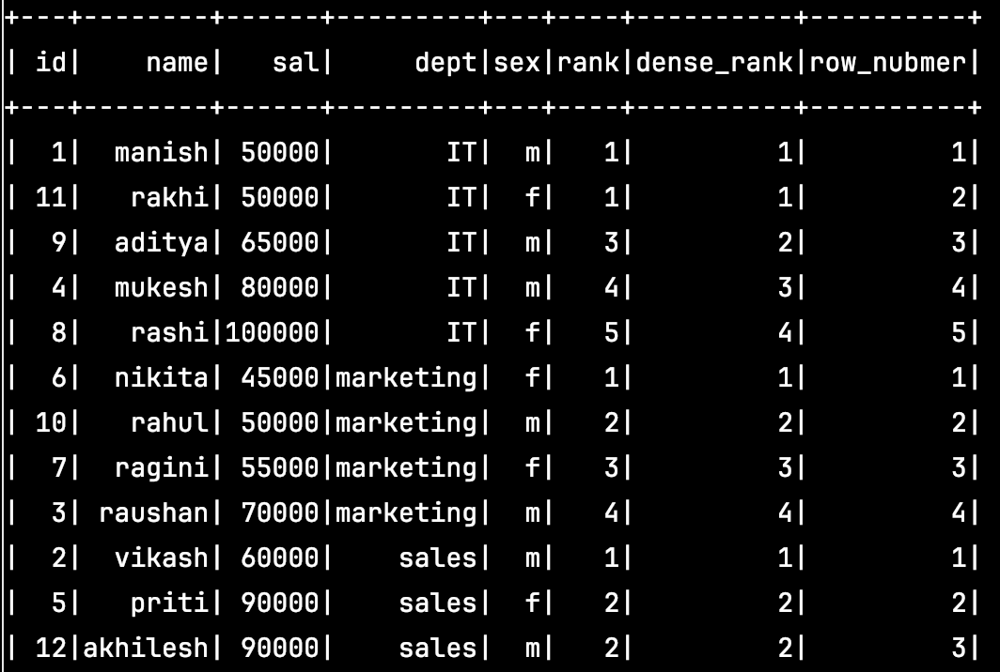 +---+--------+------+---------+---+----+----------+----------+
| id|    name|   sal|     dept|sex|rank|dense_rank|row_nubmer|
+---+--------+------+---------+---+----+----------+----------+
|  1|  manish| 50000|       IT|  m|   1|         1|         1|
| 11|   rakhi| 50000|       IT|  f|   1|         1|         2|
|  9|  aditya| 65000|       IT|  m|   3|         2|         3|
|  4|  mukesh| 80000|       IT|  m|   4|         3|         4|
|  8|   rashi|100000|       IT|  f|   5|         4|         5|
|  6|  nikita| 45000|marketing|  f|   1|         1|         1|
| 10|   rahul| 50000|marketing|  m|   2|         2|         2|
|  7|  ragini| 55000|marketing|  f|   3|         3|         3|
|  3| raushan| 70000|marketing|  m|   4|         4|         4|
|  2|  vikash| 60000|    sales|  m|   1|         1|         1|
|  5|   priti| 90000|    sales|  f|   2|         2|         2|
| 12|akhilesh| 90000|    sales|  m|   2|         2|         3|